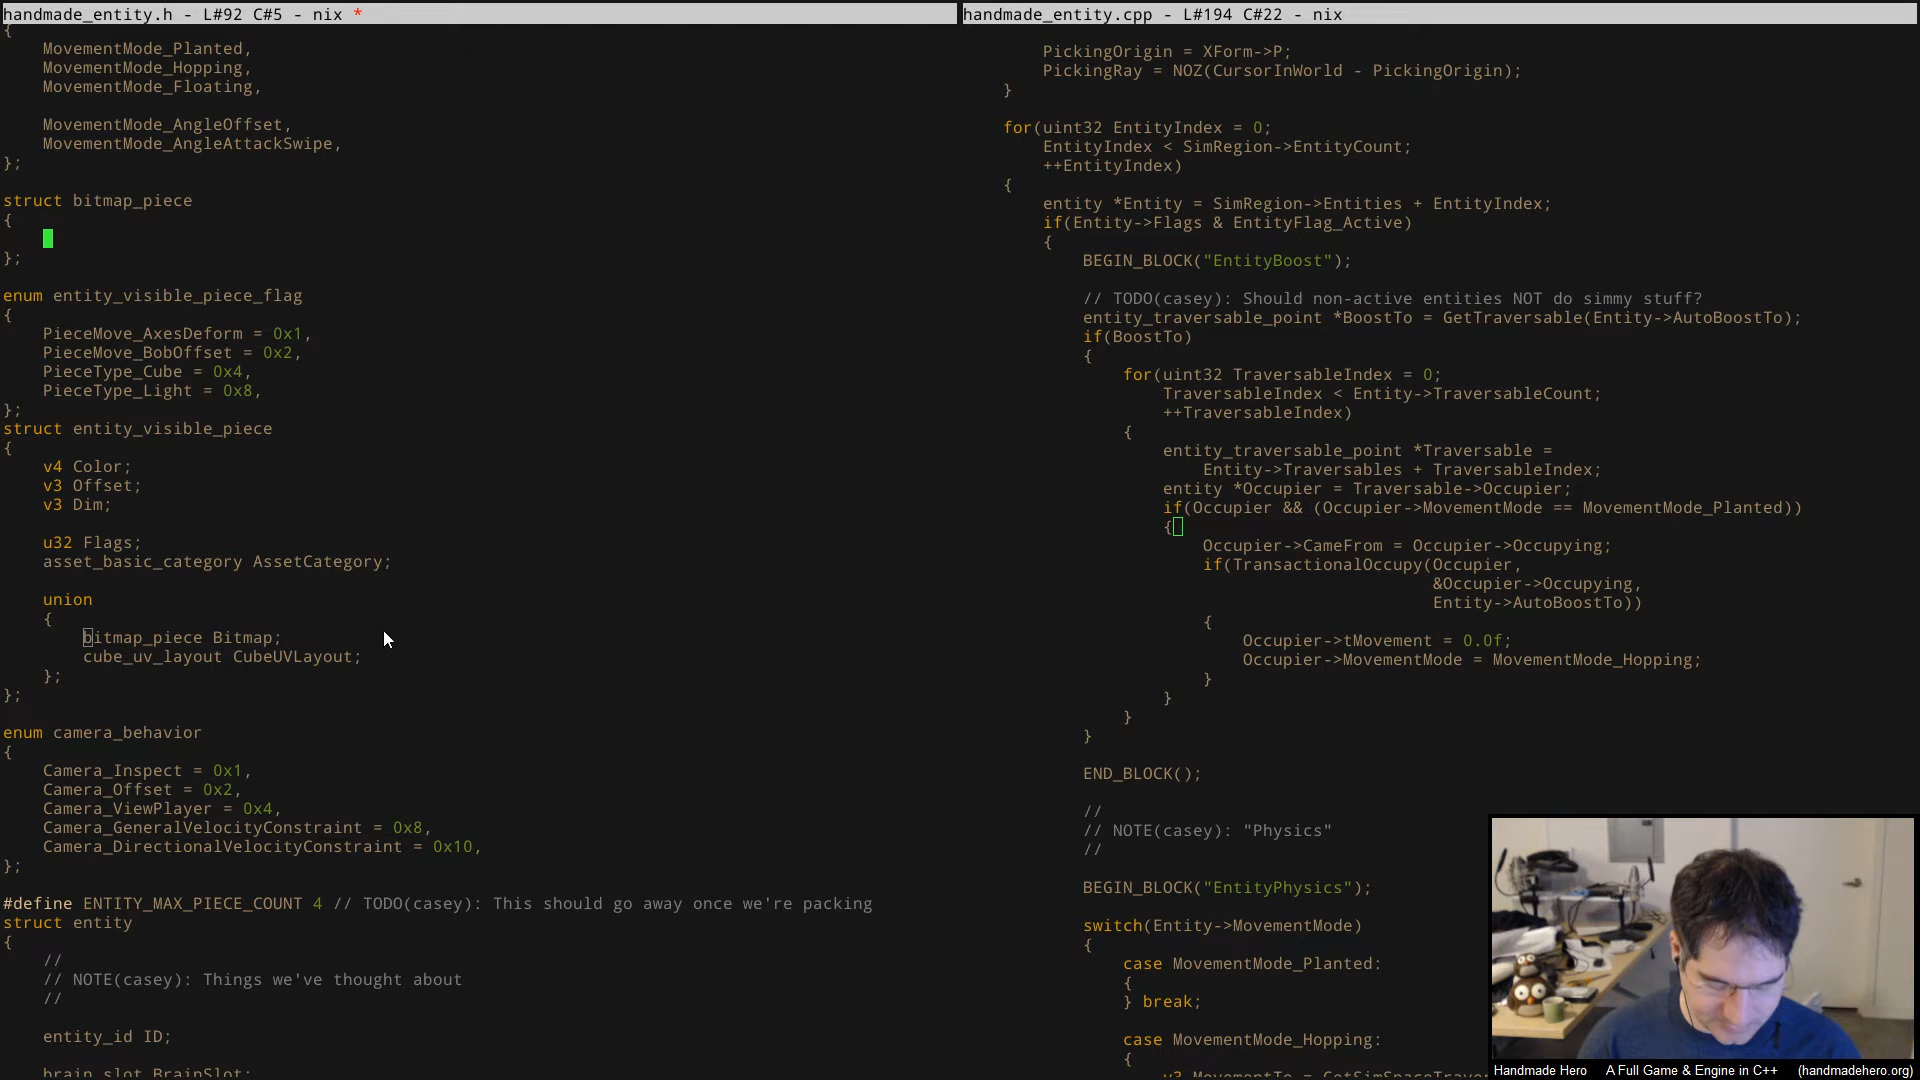 handmade_entity.h - L#92 C#5 - nix *
{
    MovementMode_Planted,
    MovementMode_Hopping,
    MovementMode_Floating,
    MovementMode_AngleOffset,
    MovementMode_AngleAttackSwipe,
};
struct bitmap_piece
{
};
enum entity_visible_piece_flag
{
    PieceMove_AxesDeform = 0x1,
    PieceMove_BobOffset = 0x2,
    PieceType_Cube = 0x4,
    PieceType_Light = 0x8,
};
struct entity_visible_piece
{
    v4 Color;
    v3 Offset;
    v3 Dim;
    u32 Flags;
    asset_basic_category AssetCategory;
    union
    {
        bitmap_piece Bitmap;
        cube_uv_layout CubeUVLayout;
    };
};
enum camera_behavior
{
    Camera_Inspect = 0x1,
    Camera_Offset = 0x2,
    Camera_ViewPlayer = 0x4,
    Camera_GeneralVelocityConstraint = 0x8,
    Camera_DirectionalVelocityConstraint = 0x10,
};
#define ENTITY_MAX_PIECE_COUNT 4 // TODO(casey): This should go away once we're packing
struct entity
{
    //
    // NOTE(casey): Things we've thought about
    //
    entity_id ID;
    brain_slot BrainSlot;
handmade_entity.cpp - L#194 C#22 - nix
        PickingOrigin = XForm->P;
        PickingRay = NOZ(CursorInWorld - PickingOrigin);
    }
    for(uint32 EntityIndex = 0;
        EntityIndex < SimRegion->EntityCount;
        ++EntityIndex)
    {
        entity *Entity = SimRegion->Entities + EntityIndex;
        if(Entity->Flags & EntityFlag_Active)
        {
            BEGIN_BLOCK("EntityBoost");
            // TODO(casey): Should non-active entities NOT do simmy stuff?
            entity_traversable_point *BoostTo = GetTraversable(Entity->AutoBoostTo);
            if(BoostTo)
            {
                for(uint32 TraversableIndex = 0;
                    TraversableIndex < Entity->TraversableCount;
                    ++TraversableIndex)
                {
                    entity_traversable_point *Traversable =
                        Entity->Traversables + TraversableIndex;
                    entity *Occupier = Traversable->Occupier;
                    if(Occupier && (Occupier->MovementMode == MovementMode_Planted))
                    {
                        Occupier->CameFrom = Occupier->Occupying;
                        if(TransactionalOccupy(Occupier,
                                               &Occupier->Occupying,
                                               Entity->AutoBoostTo))
                        {
                            Occupier->tMovement = 0.0f;
                            Occupier->MovementMode = MovementMode_Hopping;
                        }
                    }
                }
            }
            END_BLOCK();
            //
            // NOTE(casey): "Physics"
            //
            BEGIN_BLOCK("EntityPhysics");
            switch(Entity->MovementMode)
            {
                case MovementMode_Planted:
                {
                } break;
                case MovementMode_Hopping:
                {
Handmade Hero A Full Game & Engine in C++ (handmadehero.org)